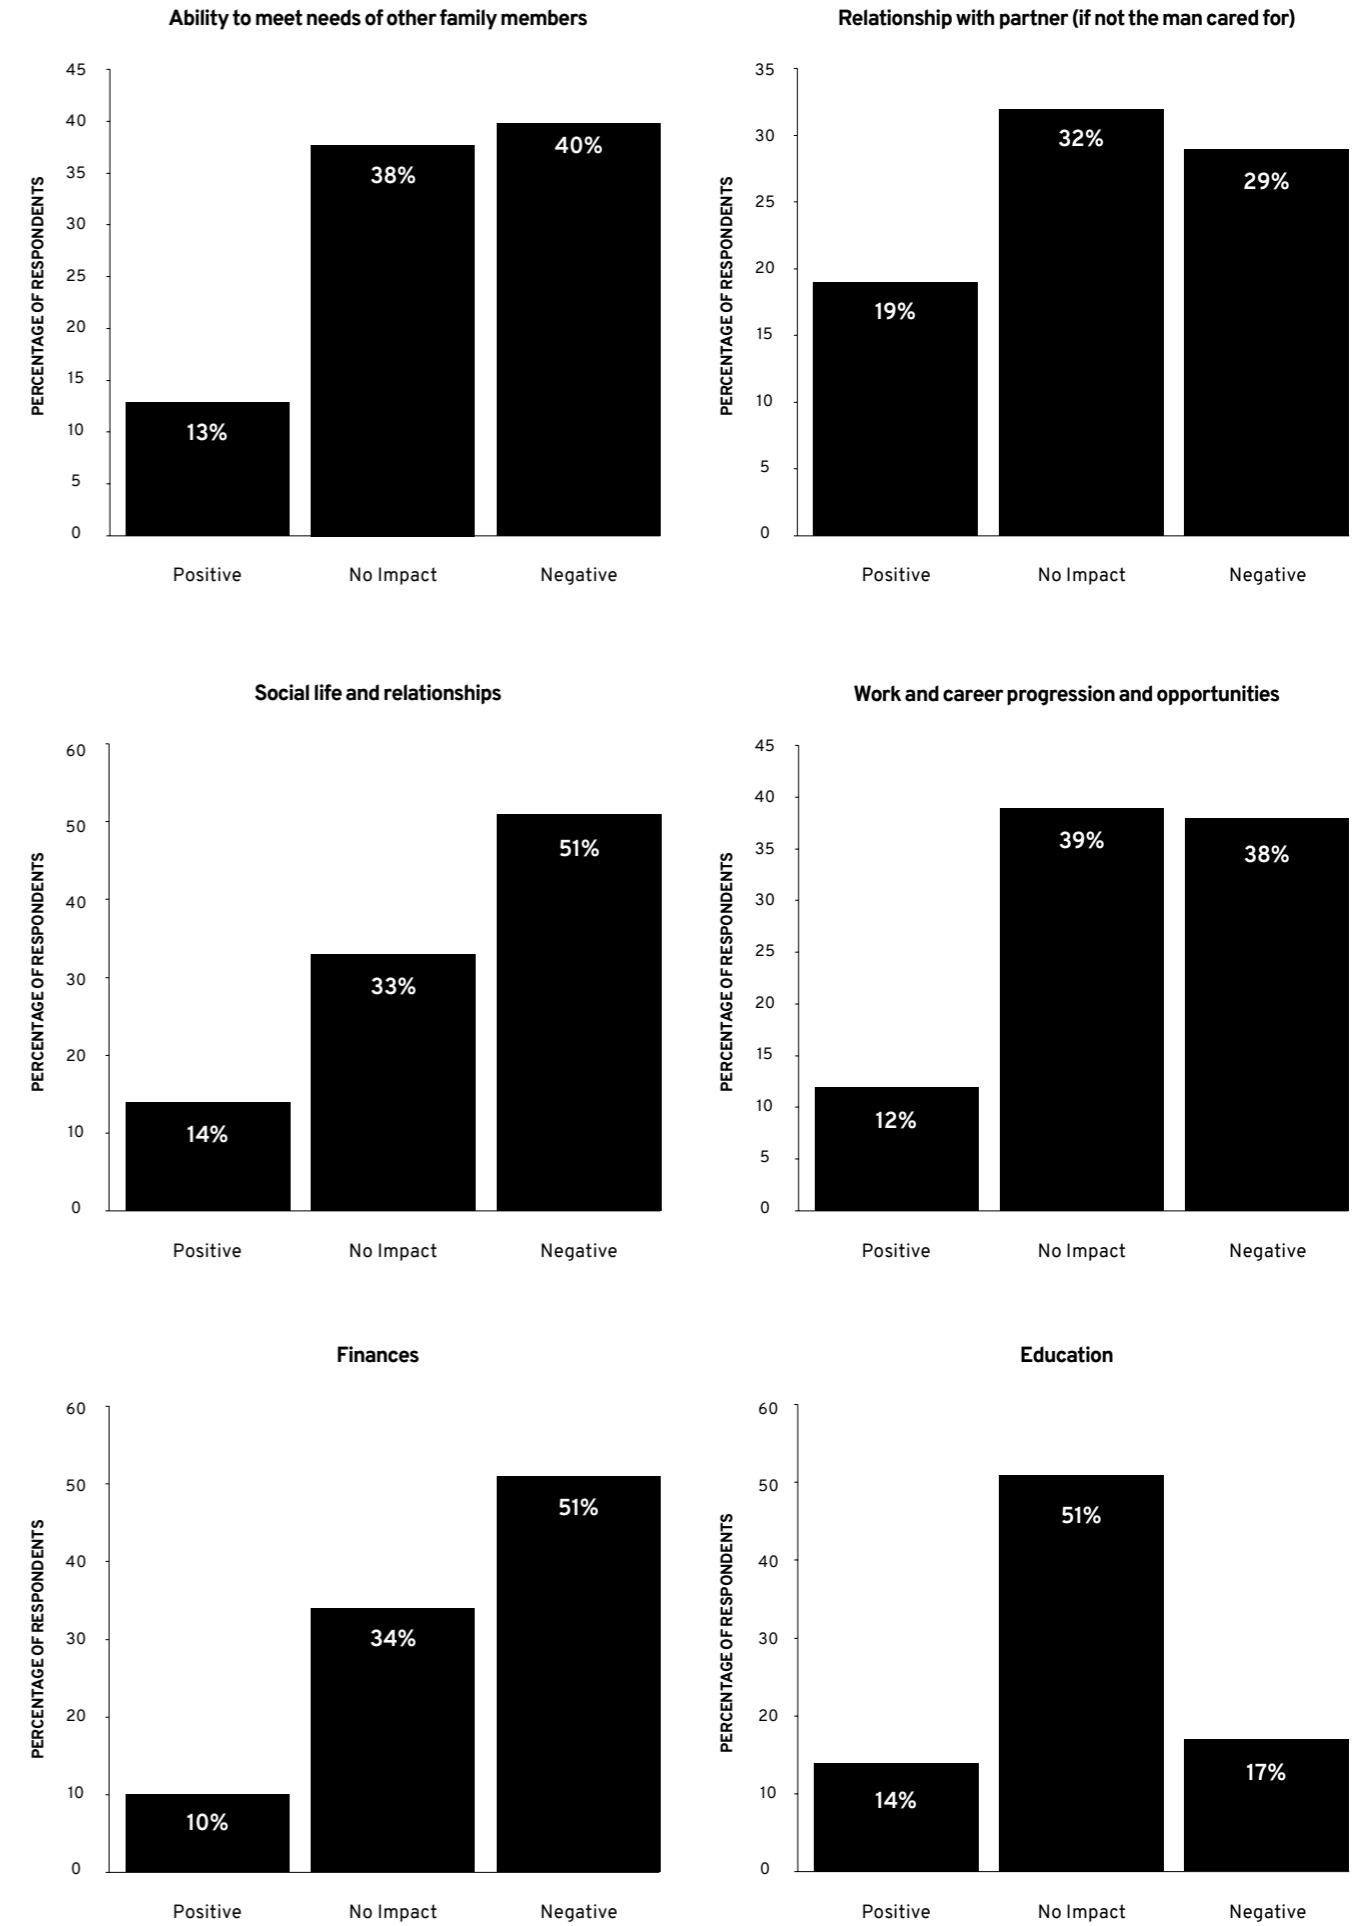 Ability to meet needs of other family members
PERCENTAGE OF RESPONDENTS
45
40
35
30
25
20
15
10
5
0
13%
38%
40%
Positive
No Impact
Negative
Relationship with partner (if not the man cared for)
PERCENTAGE OF RESPONDENTS
35
30
25
20
15
10
5
0
19%
32%
29%
Positive
No Impact
Negative
Social life and relationships
PERCENTAGE OF RESPONDENTS
60
50
40
30
20
10
0
14%
33%
51%
Positive
No Impact
Negative
Work and career progression and opportunities
PERCENTAGE OF RESPONDENTS
45
40
35
30
25
20
15
10
5
0
12%
39%
38%
Positive
No Impact
Negative
Finances
PERCENTAGE OF RESPONDENTS
60
50
40
30
20
10
0
10%
34%
51%
Positive
No Impact
Negative
Education
PERCENTAGE OF RESPONDENTS
60
50
40
30
20
10
0
14%
51%
17%
Positive
No Impact
Negative